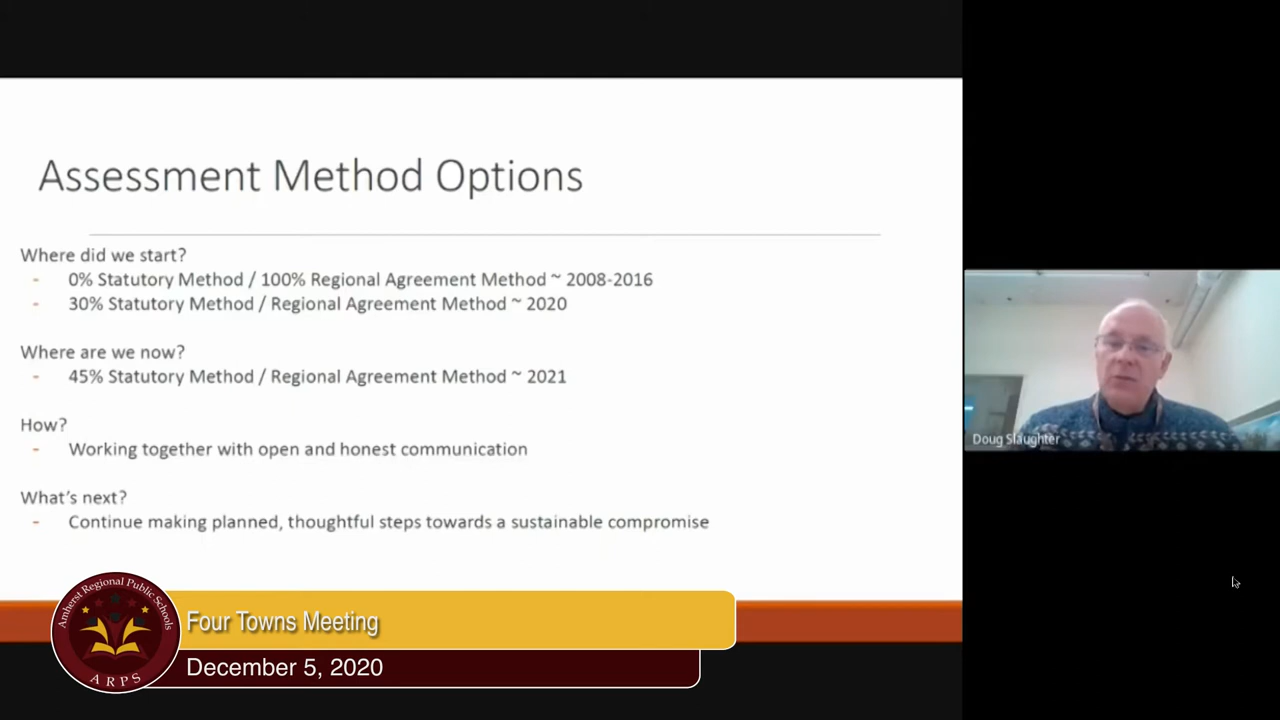 Assessment Method Options
Where did we start?
- 0% Statutory Method / 100% Regional Agreement Method ~ 2008-2016
- 30% Statutory Method / Regional Agreement Method ~ 2020
Where are we now?
- 45% Statutory Method / Regional Agreement Method ~ 2021
How?
- Working together with open and honest communication
What's next?
- Continue making planned, thoughtful steps towards a sustainable compromise
Doug Slaughter
Amherst Regional Public Schools
ARPS
Four Towns Meeting
December 5, 2020